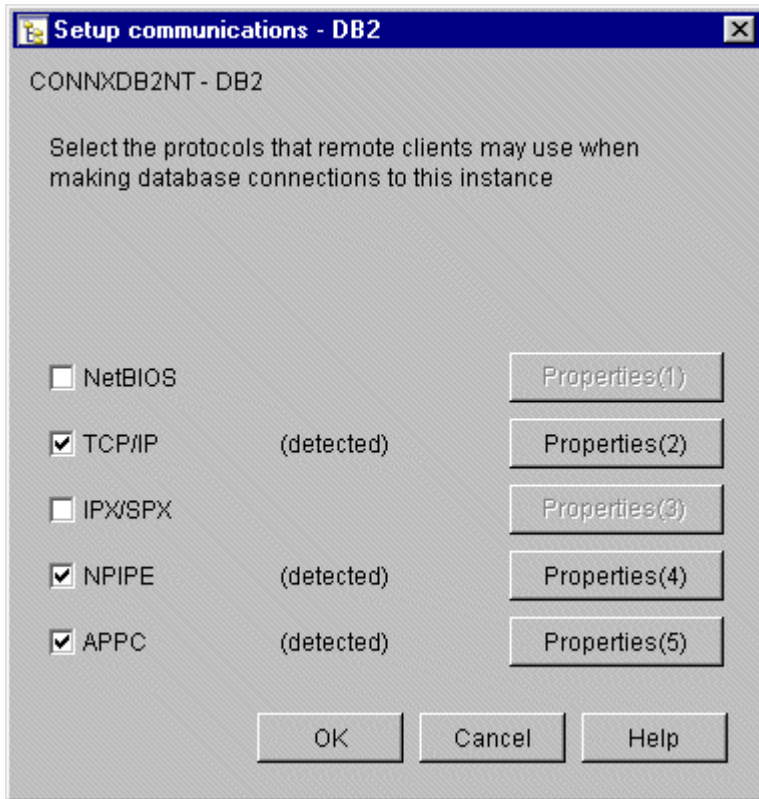 Setup communications - DB2
CONNXDB2NT - DB2
Select the protocols that remote clients may use when
making database connections to this instance
NetBIOS Properties(1)
TCP/IP (detected) Properties(2)
IPX/SPX Properties(3)
NPIPE (detected) Properties(4)
APPC (detected) Properties(5)
OK Cancel Help